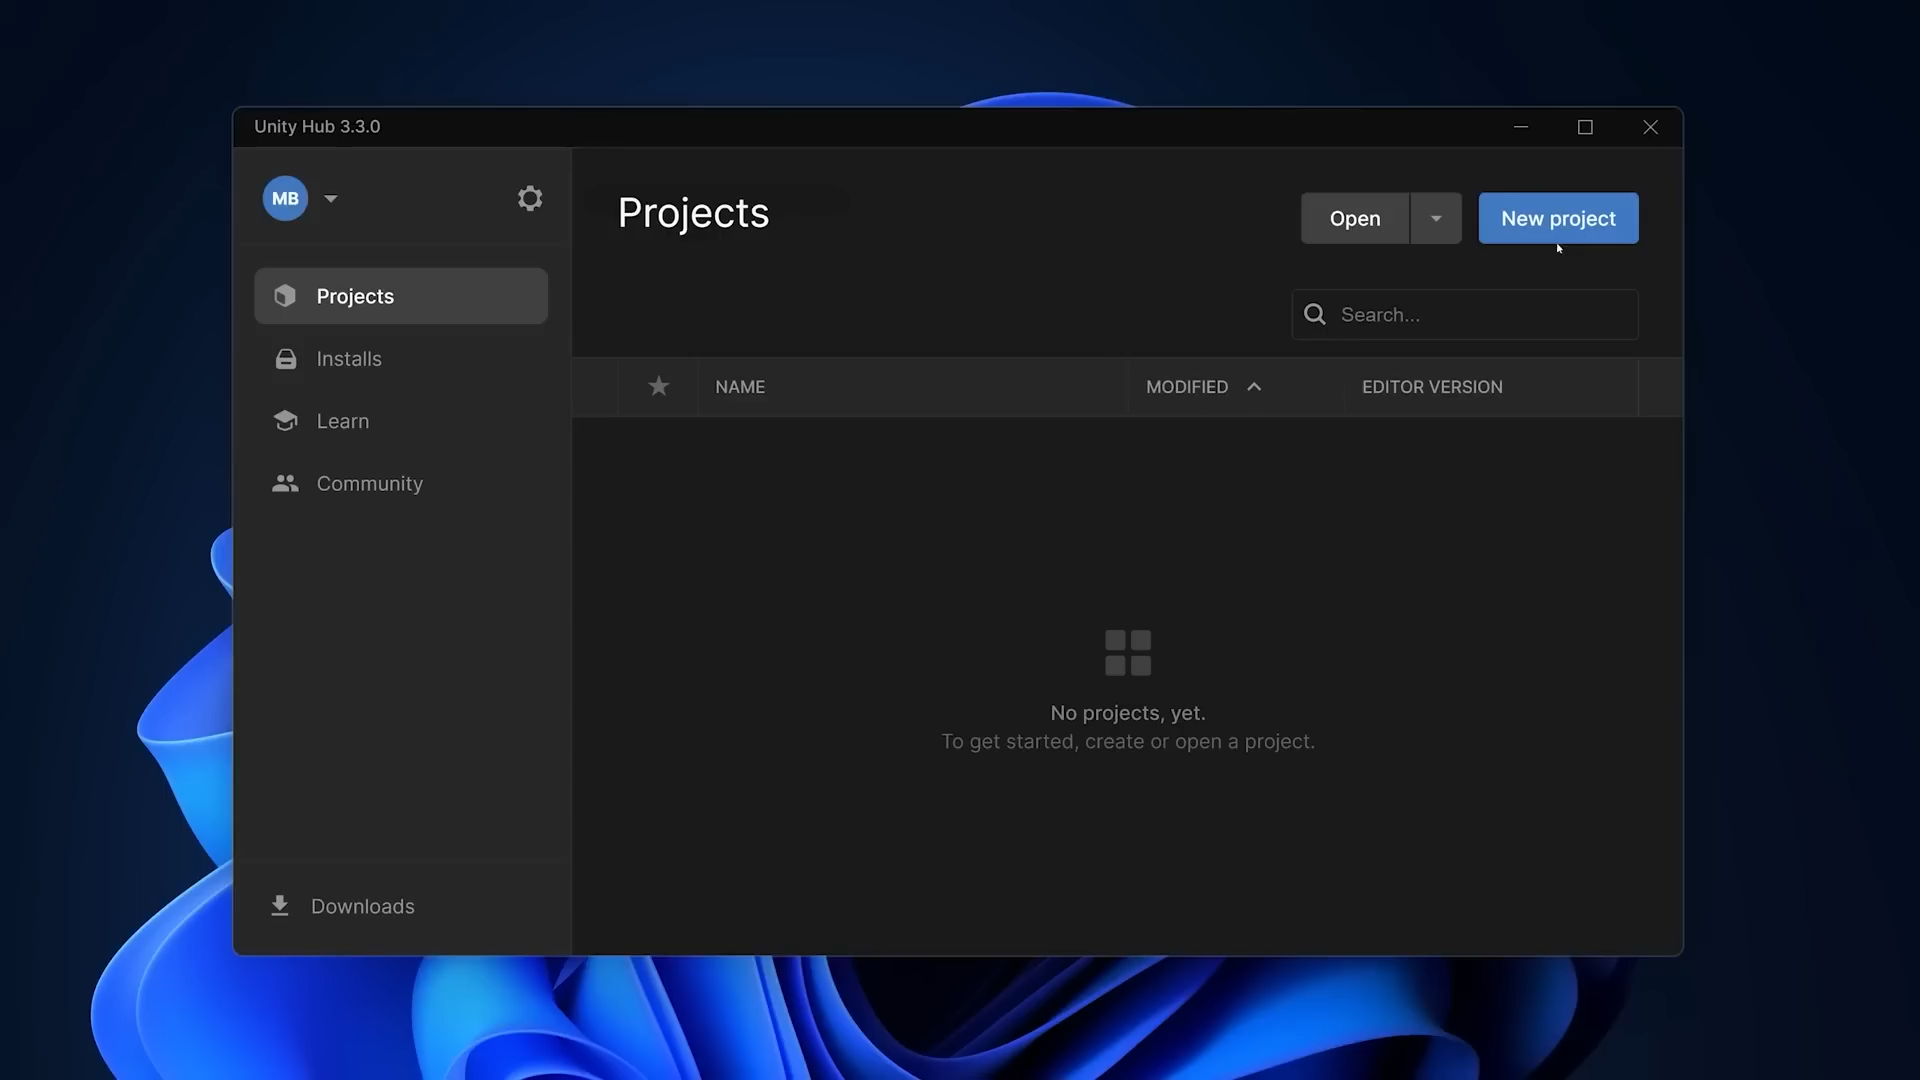 Unity Hub 3.3.0
MB
Projects
Installs
Learn
Community
Downloads
Projects
Open
New project
Search...
NAME
MODIFIED
EDITOR VERSION
No projects, yet.
To get started, create or open a project.